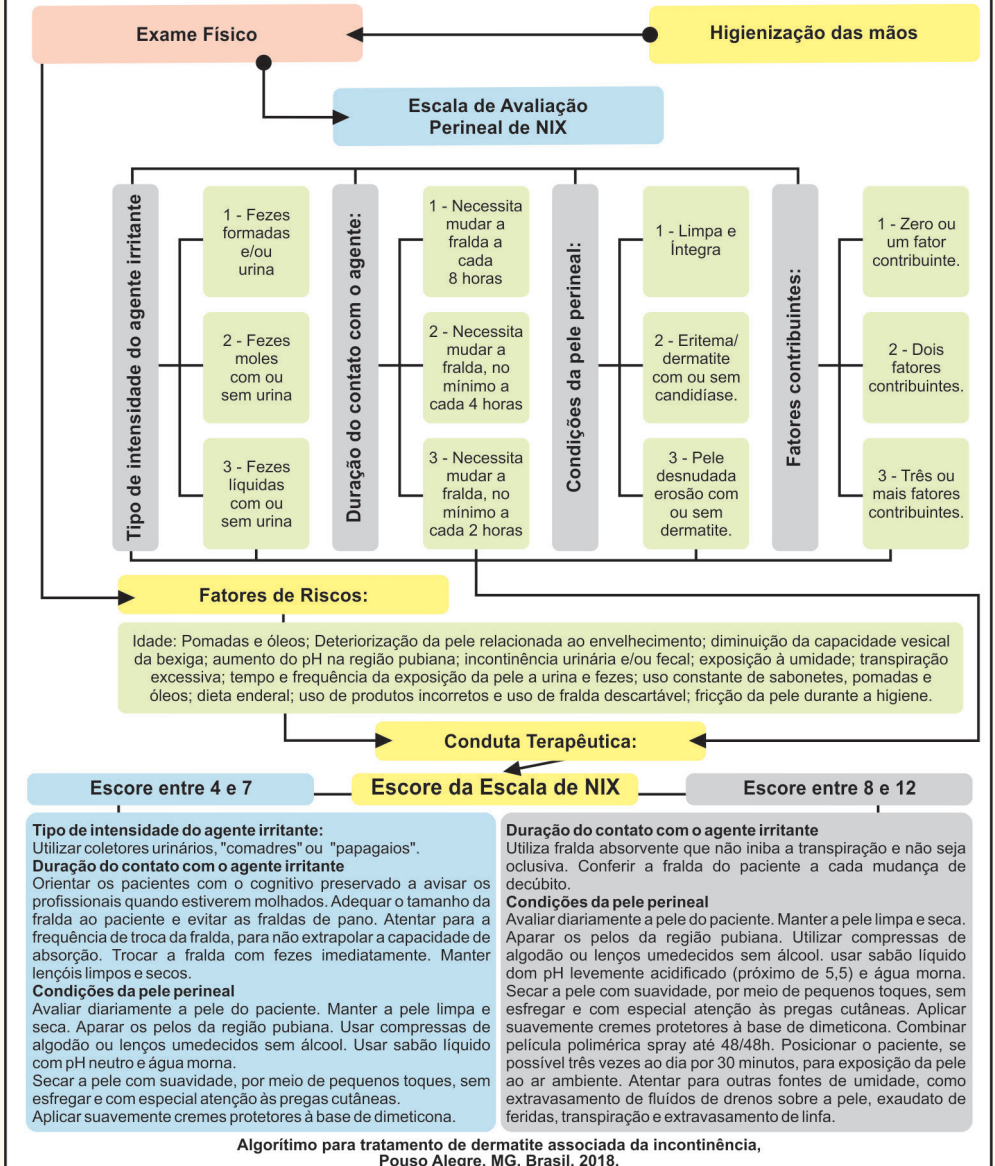 Exame Físico
Higienização das mãos
Escala de Avaliação
Perineal de NIX
Tipo de intensidade do agente irritante
1 - Fezes
formadas
e/ou
urina
2 - Fezes
moles
com ou
sem urina
3 - Fezes
líquidas
com ou
sem urina
Duração do contato com o agente:
1 - Necessita
mudar a
fralda a
cada
8 horas
2 - Necessita
mudar a
fralda, no
mínimo a
cada 4 horas
3 - Necessita
mudar a
fralda, no
mínimo a
cada 2 horas
Condições da pele perineal:
1 - Limpa e
Íntegra
2 - Eritema/
dermatite
com ou sem
candidíase.
3 - Pele
desnudada
erosão com
ou sem
dermatite.
Fatores contribuintes:
1 - Zero ou
um fator
contribuinte.
2 - Dois
fatores
contribuintes.
3 - Três ou
mais fatores
contribuintes.
Fatores de Riscos:
Idade: Pomadas e óleos; Deteriorização da pele relacionada ao envelhecimento; diminuição da capacidade vesical
da bexiga; aumento do pH na região pubiana; incontinência urinária e/ou fecal; exposição à umidade; transpiração
excessiva; tempo e frequência da exposição da pele a urina e fezes; uso constante de sabonetes, pomadas e
óleos; dieta enderal; uso de produtos incorretos e uso de fralda descartável; fricção da pele durante a higiene.
Conduta Terapêutica:
Escore entre 4 e 7
Escore da Escala de NIX
Escore entre 8 e 12
Tipo de intensidade do agente irritante:
Utilizar coletores urinários, "comadres" ou "papagaios".
Duração do contato com o agente irritante
Orientar os pacientes com o cognitivo preservado a avisar os
profissionais quando estiverem molhados. Adequar o tamanho da
fralda ao paciente e evitar as fraldas de pano. Atentar para a
frequência de troca da fralda, para não extrapolar a capacidade de
absorção. Trocar a fralda com fezes imediatamente. Manter
lençóis limpos e secos.
Condições da pele perineal
Avaliar diariamente a pele do paciente. Manter a pele limpa e
seca. Aparar os pelos da região pubiana. Usar compressas de
algodão ou lenços umedecidos sem álcool. Usar sabão líquido
com pH neutro e água morna.
Secar a pele com suavidade, por meio de pequenos toques, sem
esfregar e com especial atenção às pregas cutâneas.
Aplicar suavemente cremes protetores à base de dimeticona.
Duração do contato com o agente irritante
Utiliza fralda absorvente que não iniba a transpiração e não seja
oclusiva. Conferir a fralda do paciente a cada mudança de
decúbito.
Condições da pele perineal
Avaliar diariamente a pele do paciente. Manter a pele limpa e seca.
Aparar os pelos da região pubiana. Utilizar compressas de
algodão ou lenços umedecidos sem álcool. usar sabão líquido
dom pH levemente acidificado (próximo de 5,5) e água morna.
Secar a pele com suavidade, por meio de pequenos toques, sem
esfregar e com especial atenção às pregas cutâneas. Aplicar
suavemente cremes protetores à base de dimeticona. Combinar
película polimérica spray até 48/48h. Posicionar o paciente, se
possível três vezes ao dia por 30 minutos, para exposição da pele
ao ar ambiente. Atentar para outras fontes de umidade, como
extravasamento de fluídos de drenos sobre a pele, exaudato de
feridas, transpiração e extravasamento de linfa.
Algorítimo para tratamento de dermatite associada da incontinência,
Pouso Alegre, MG, Brasil, 2018.